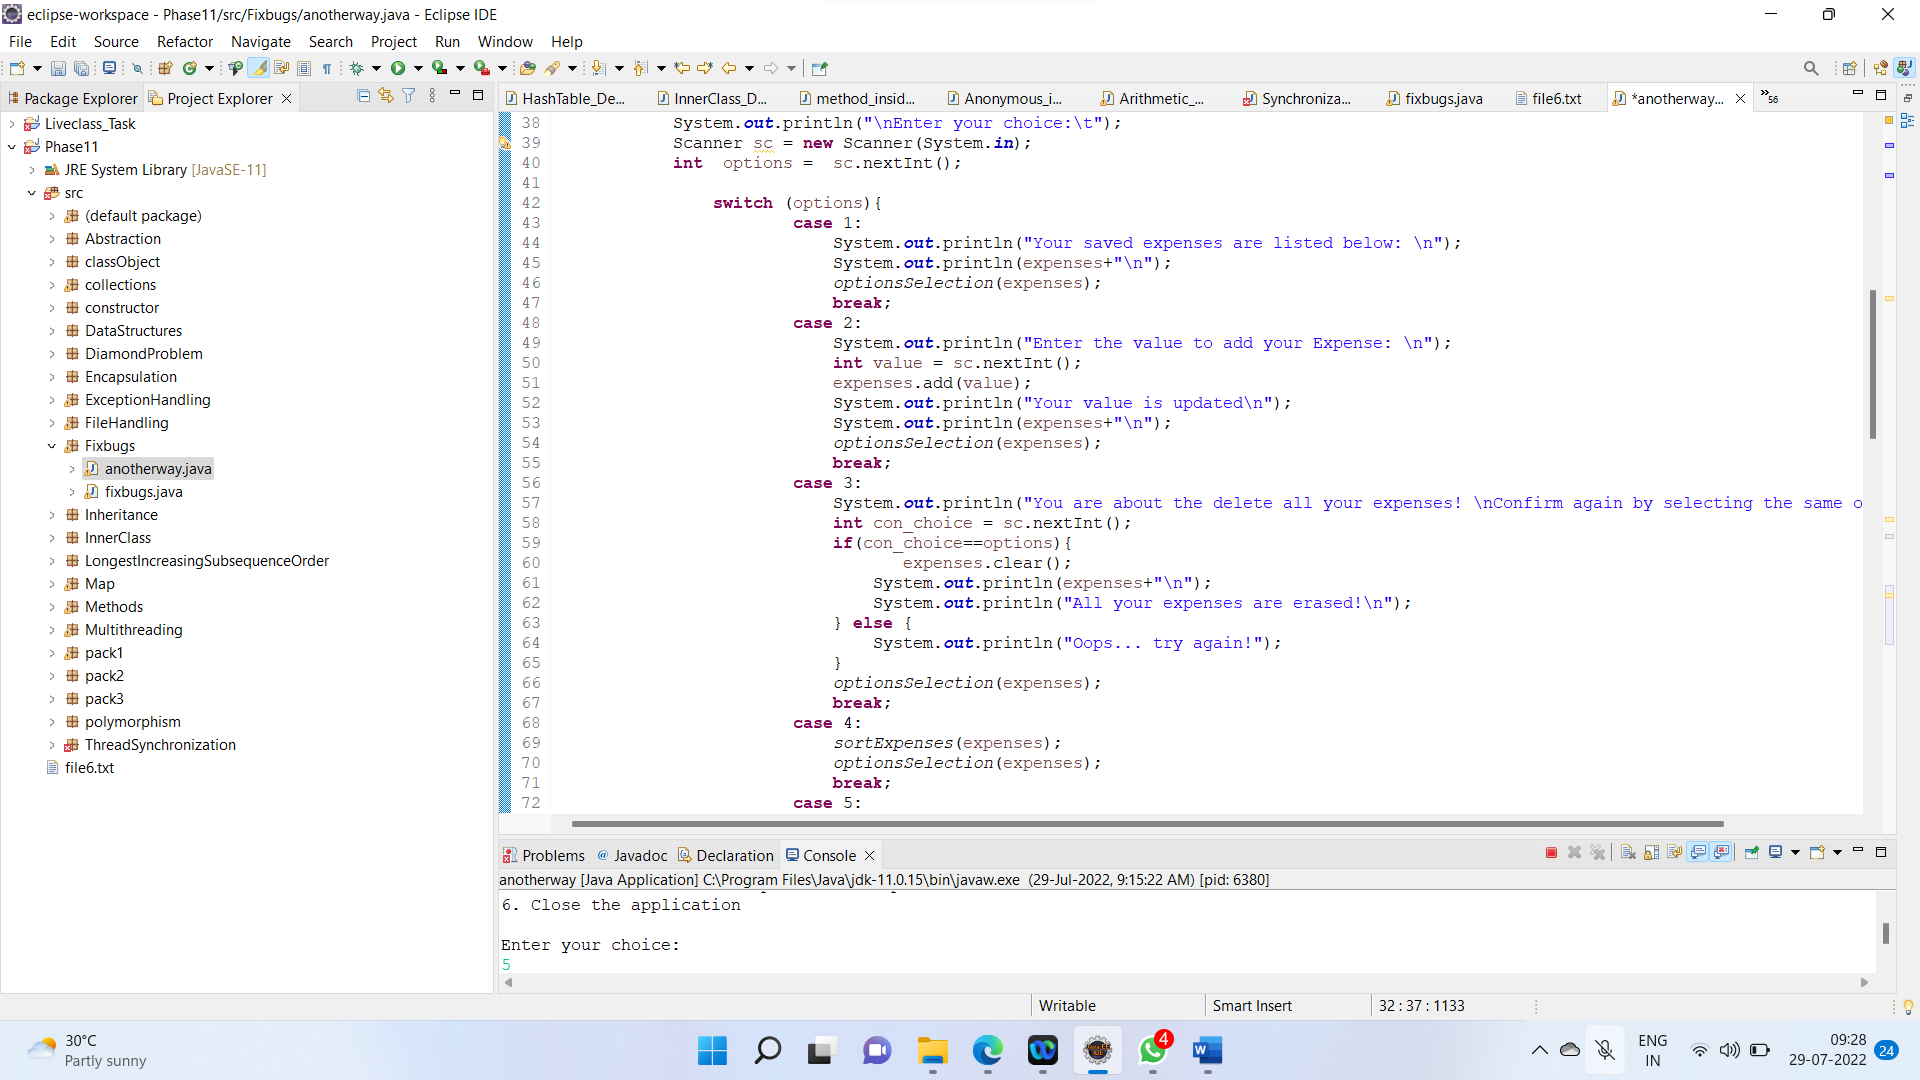 eclipse-workspace - Phase11/src/Fixbugs/anotherway.java - Eclipse IDE
File Edit Source Refactor Navigate Search Project Run Window Help
Package Explorer Project Explorer
HashTable_De... InnerClass_D... method_insid... Anonymous_i... Arithmetic_... Synchroniza... fixbugs.java file6.txt *anotherway... »56
Liveclass_Task
Phase11
JRE System Library [JavaSE-11]
src
(default package)
Abstraction
classObject
collections
constructor
DataStructures
DiamondProblem
Encapsulation
ExceptionHandling
FileHandling
Fixbugs
anotherway.java
fixbugs.java
Inheritance
InnerClass
LongestIncreasingSubsequenceOrder
Map
Methods
Multithreading
pack1
pack2
pack3
polymorphism
ThreadSynchronization
file6.txt
38 System.out.println("\nEnter your choice:\t");
39 Scanner sc = new Scanner(System.in);
40 int  options =  sc.nextInt();
41
42 switch (options){
43 case 1:
44 System.out.println("Your saved expenses are listed below: \n");
45 System.out.println(expenses+"\n");
46 optionsSelection(expenses);
47 break;
48 case 2:
49 System.out.println("Enter the value to add your Expense: \n");
50 int value = sc.nextInt();
51 expenses.add(value);
52 System.out.println("Your value is updated\n");
53 System.out.println(expenses+"\n");
54 optionsSelection(expenses);
55 break;
56 case 3:
57 System.out.println("You are about the delete all your expenses! \nConfirm again by selecting the same o
58 int con_choice = sc.nextInt();
59 if(con_choice==options){
60 expenses.clear();
61 System.out.println(expenses+"\n");
62 System.out.println("All your expenses are erased!\n");
63 } else {
64 System.out.println("Oops... try again!");
65 }
66 optionsSelection(expenses);
67 break;
68 case 4:
69 sortExpenses(expenses);
70 optionsSelection(expenses);
71 break;
72 case 5:
Problems @ Javadoc Declaration Console
anotherway [Java Application] C:\Program Files\Java\jdk-11.0.15\bin\javaw.exe (29-Jul-2022, 9:15:22 AM) [pid: 6380]
6. Close the application
Enter your choice:
5
Writable Smart Insert 32 : 37 : 1133
30°C
Partly sunny
4
ENG
IN
09:28
29-07-2022
24